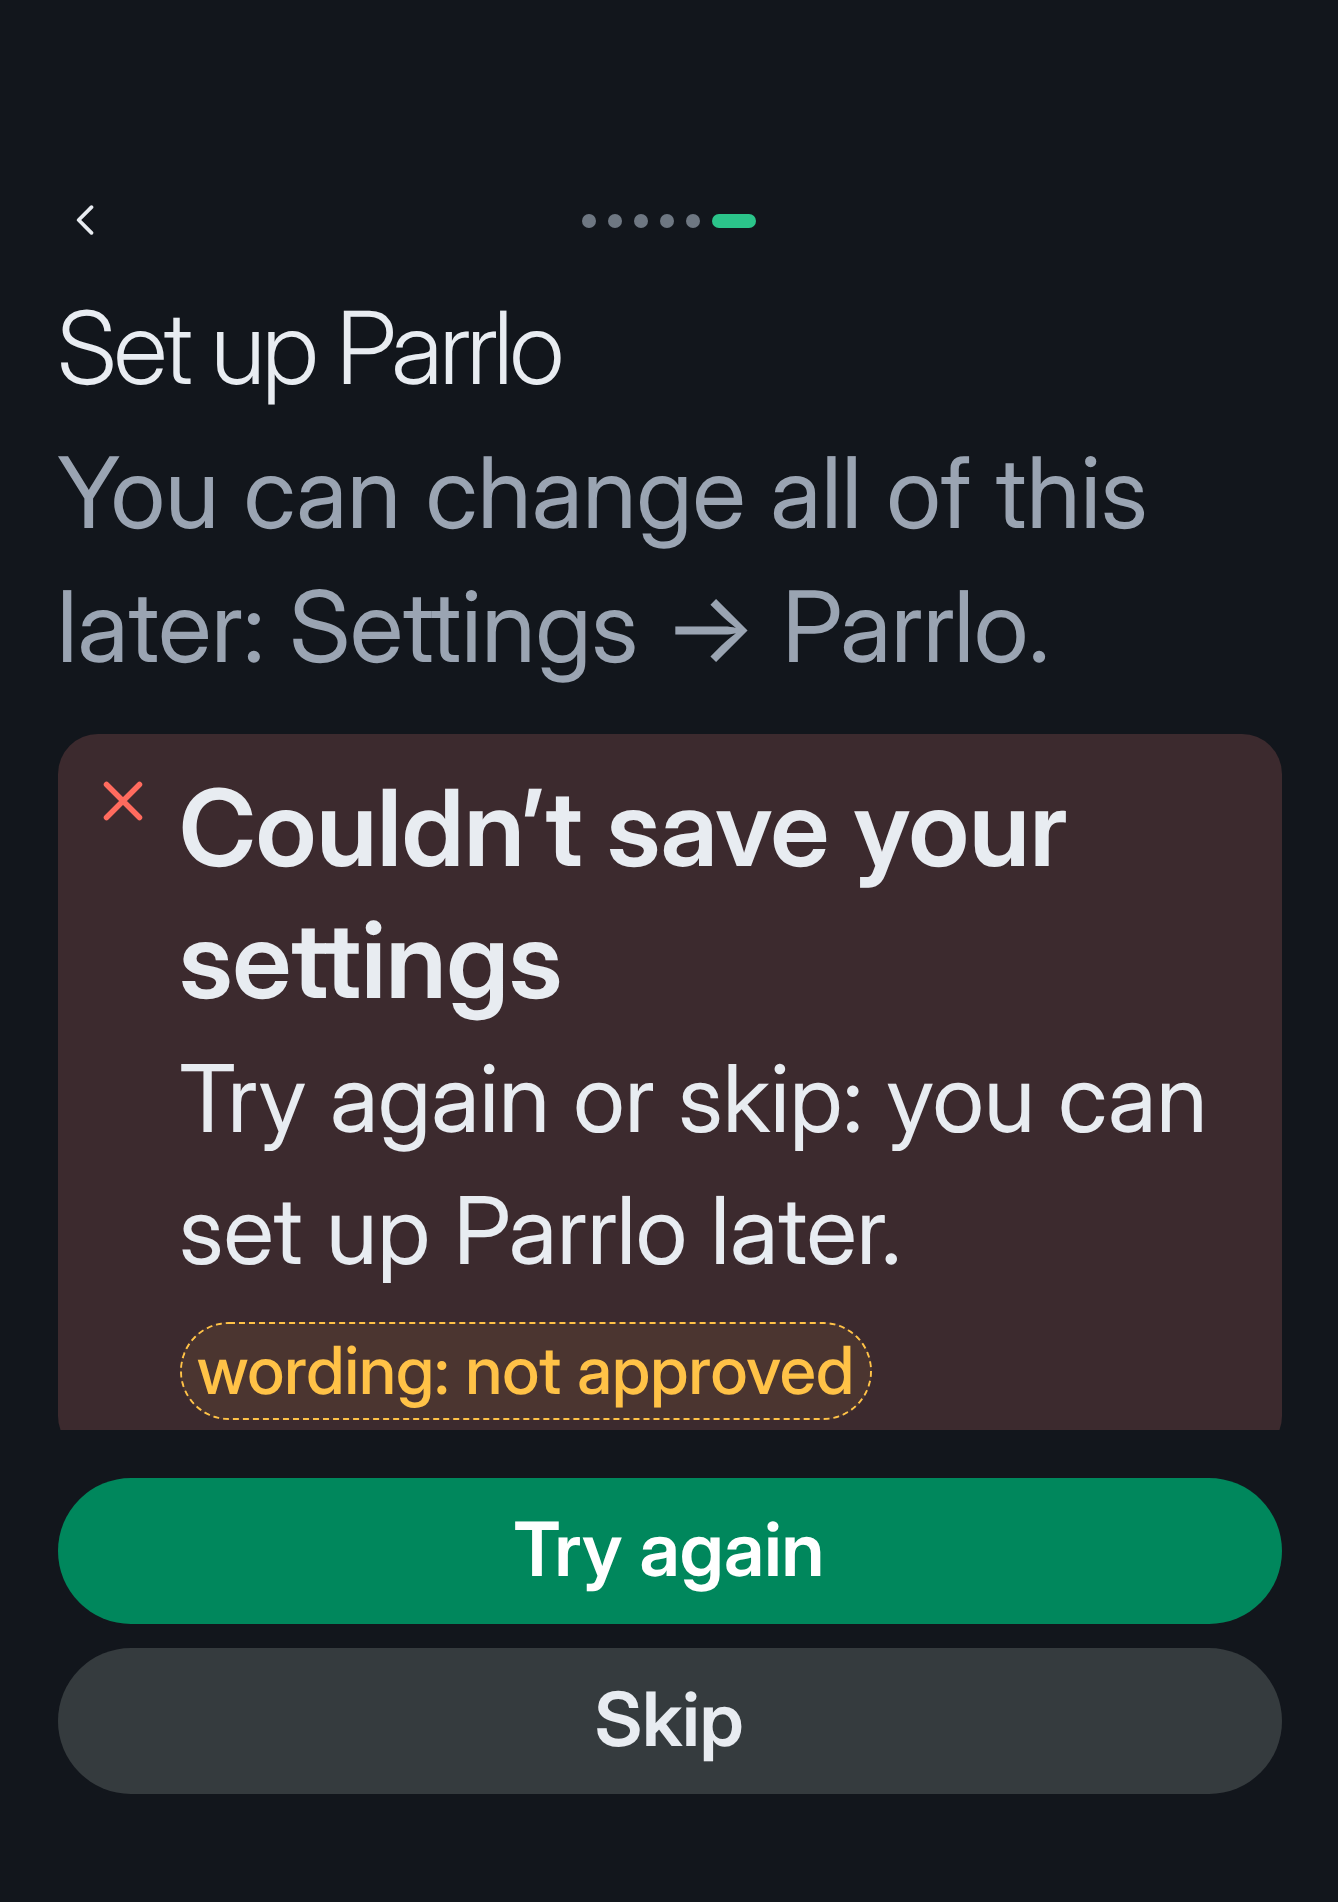 Set up Parrlo
You can change all of this
later: Settings → Parrlo.
Couldn’t save your
settings
Try again or skip: you can
set up Parrlo later.
wording: not approved
Try again
Skip